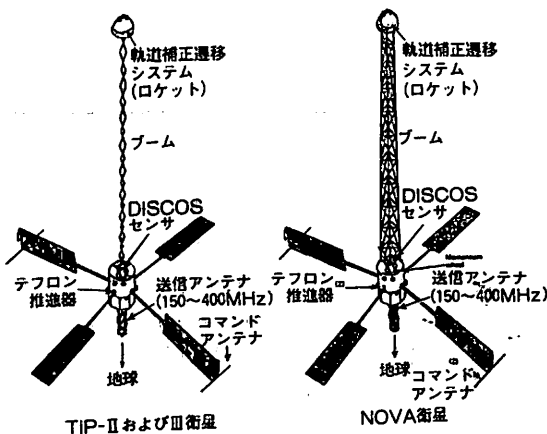 軌道補正遷移
システム
(ロケット)
ブーム
DISCOS
センサ
テフロン
推進器
送信アンテナ
(150〜400MHz)
コマンド
アンテナ
地球
TIP-ⅡおよびⅢ衛星
軌道補正遷移
システム
(ロケット)
ブーム
DISCOS
センサ
テフロン
推進器
送信アンテナ
(150〜400MHz)
地球
コマンド
アンテナ
NOVA衛星